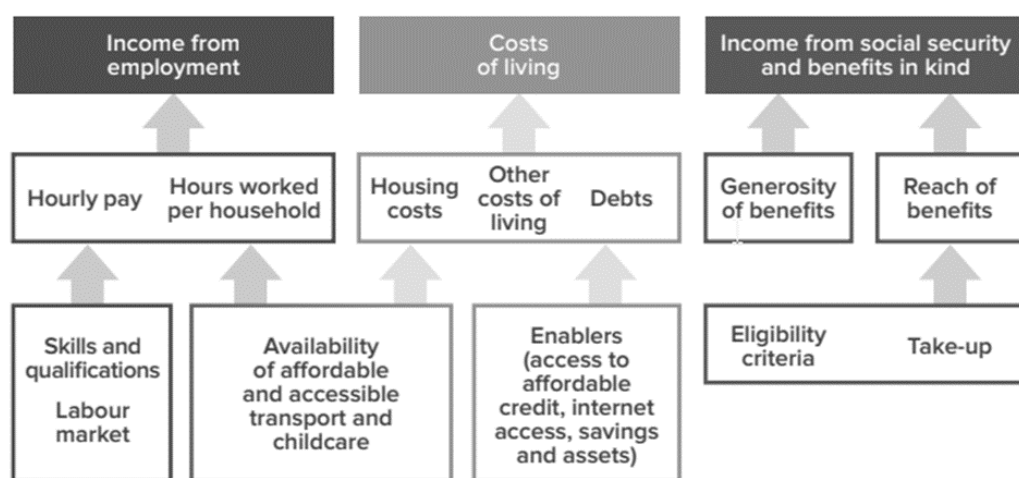 Income from
employment
Costs
of living
Income from social security
and benefits in kind
Hourly pay
Hours worked
per household
Housing
costs
Other
costs of
living
Debts
Generosity
of benefits
Reach of
benefits
Skills and
qualifications
Labour
market
Availability
of affordable
and accessible
transport and
childcare
Enablers
(access to
affordable
credit, internet
access, savings
and assets)
Eligibility
criteria
Take-up